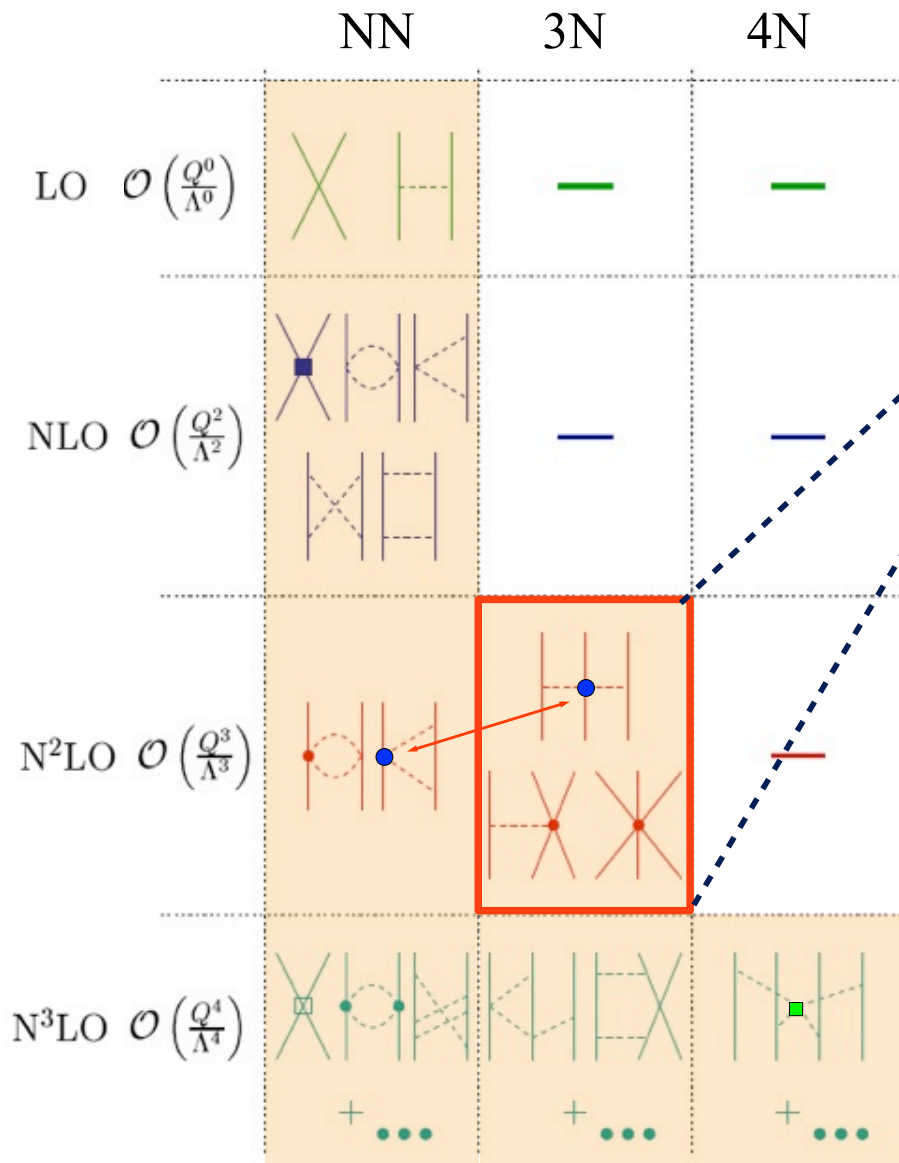 NN 3N 4N
LO 𝒪(Q⁰/Λ⁰)
NLO 𝒪(Q²/Λ²)
N²LO 𝒪(Q³/Λ³)
N³LO 𝒪(Q⁴/Λ⁴)
+ ••• + ••• + •••